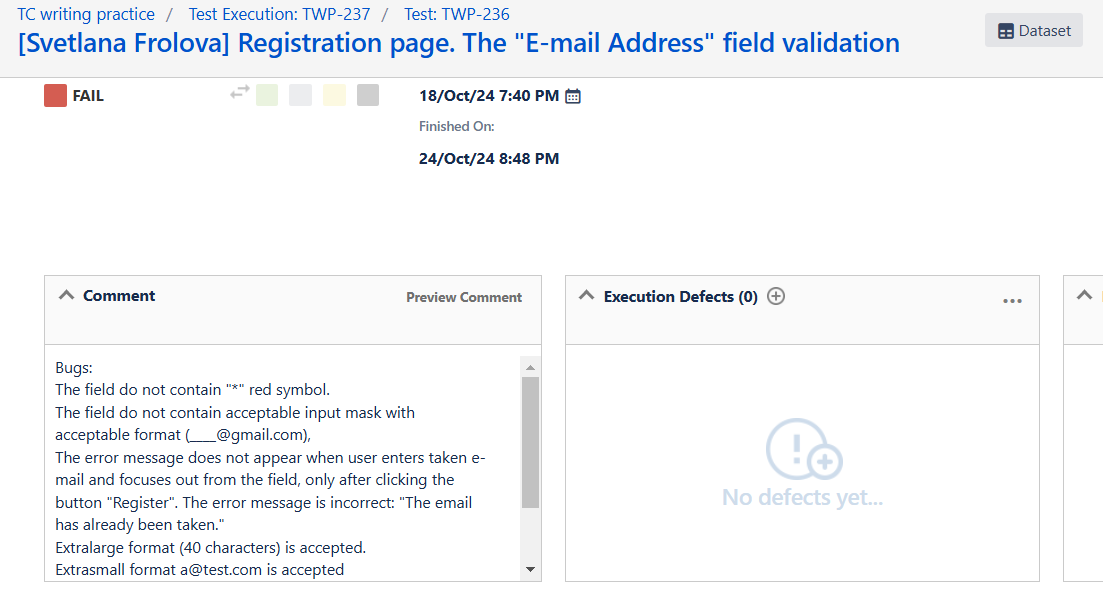 TC writing practice / Test Execution: TWP-237 / Test: TWP-236
[Svetlana Frolova] Registration page. The "E-mail Address" field validation
Dataset
FAIL
18/Oct/24 7:40 PM
Finished On:
24/Oct/24 8:48 PM
Comment
Preview Comment
Bugs:
The field do not contain "*" red symbol.
The field do not contain acceptable input mask with
acceptable format (____@gmail.com),
The error message does not appear when user enters taken e-
mail and focuses out from the field, only after clicking the
button "Register". The error message is incorrect: "The email
has already been taken."
Extralarge format (40 characters) is accepted.
Extrasmall format a@test.com is accepted
Execution Defects (0)
No defects yet...